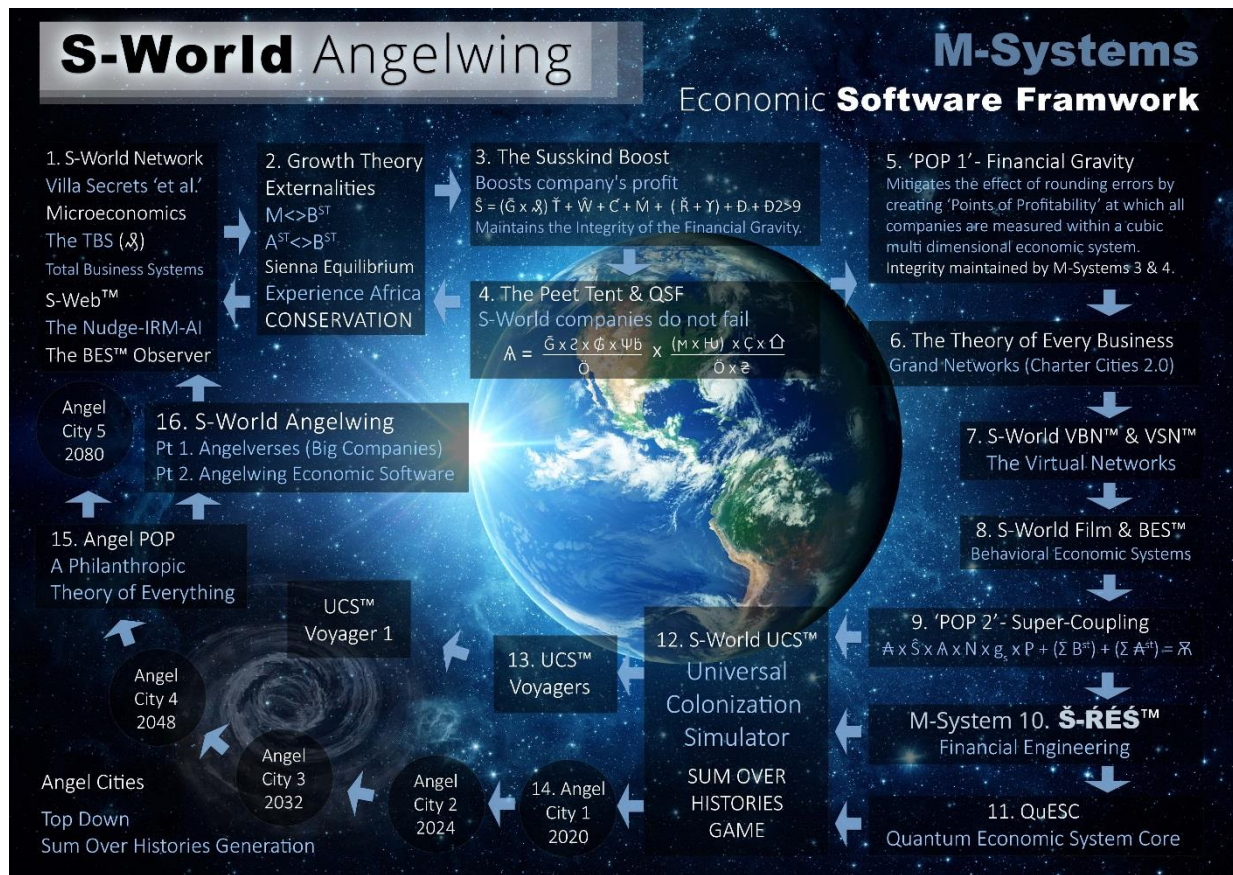 S-World Angelwing
M-Systems
Economic Software Framwork
1. S-World Network
Villa Secrets 'et al.'
Microeconomics
The TBS
Total Business Systems
S-Web™
The Nudge-IRM-AI
The BES™ Observer
2. Growth Theory
Externalities
M<>Bˢᵀ
Aˢᵀ<>Bˢᵀ
Sienna Equilibrium
Experience Africa
CONSERVATION
3. The Susskind Boost
Boosts company's profit
Maintains the Integrity of the Financial Gravity.
4. The Peet Tent & QSF
S-World companies do not fail
5. 'POP 1'- Financial Gravity
Mitigates the effect of rounding errors by
creating 'Points of Profitability' at which all
companies are measured within a cubic
multi dimensional economic system.
Integrity maintained by M-Systems 3 & 4.
6. The Theory of Every Business
Grand Networks (Charter Cities 2.0)
7. S-World VBN™ & VSN™
The Virtual Networks
8. S-World Film & BES™
Behavioral Economic Systems
9. 'POP 2'- Super-Coupling
M-System 10. Š-ŔÉŚ™
Financial Engineering
11. QuESC
Quantum Economic System Core
12. S-World UCS™
Universal
Colonization
Simulator
SUM OVER
HISTORIES
GAME
13. UCS™
Voyagers
UCS™
Voyager 1
14. Angel
City 1
2020
Angel
City 2
2024
Angel
City 3
2032
Angel
City 4
2048
15. Angel POP
A Philanthropic
Theory of Everything
16. S-World Angelwing
Pt 1. Angelverses (Big Companies)
Pt 2. Angelwing Economic Software
Angel
City 5
2080
Angel Cities
Top Down
Sum Over Histories Generation